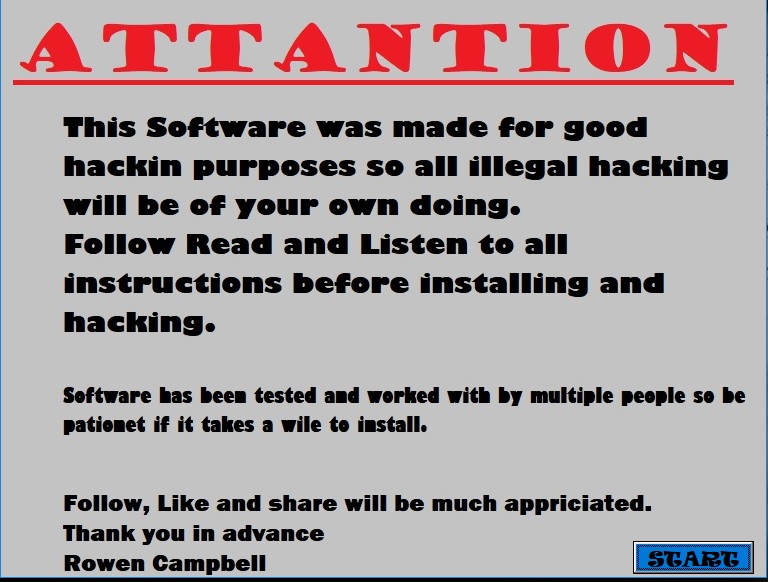 ATTANTION
This Software was made for good
hackin purposes so all illegal hacking
will be of your own doing.
Follow Read and Listen to all
instructions before installing and
hacking.
Software has been tested and worked with by multiple people so be
pationet if it takes a wile to install.
Follow, Like and share will be much appriciated.
Thank you in advance
Rowen Campbell
START